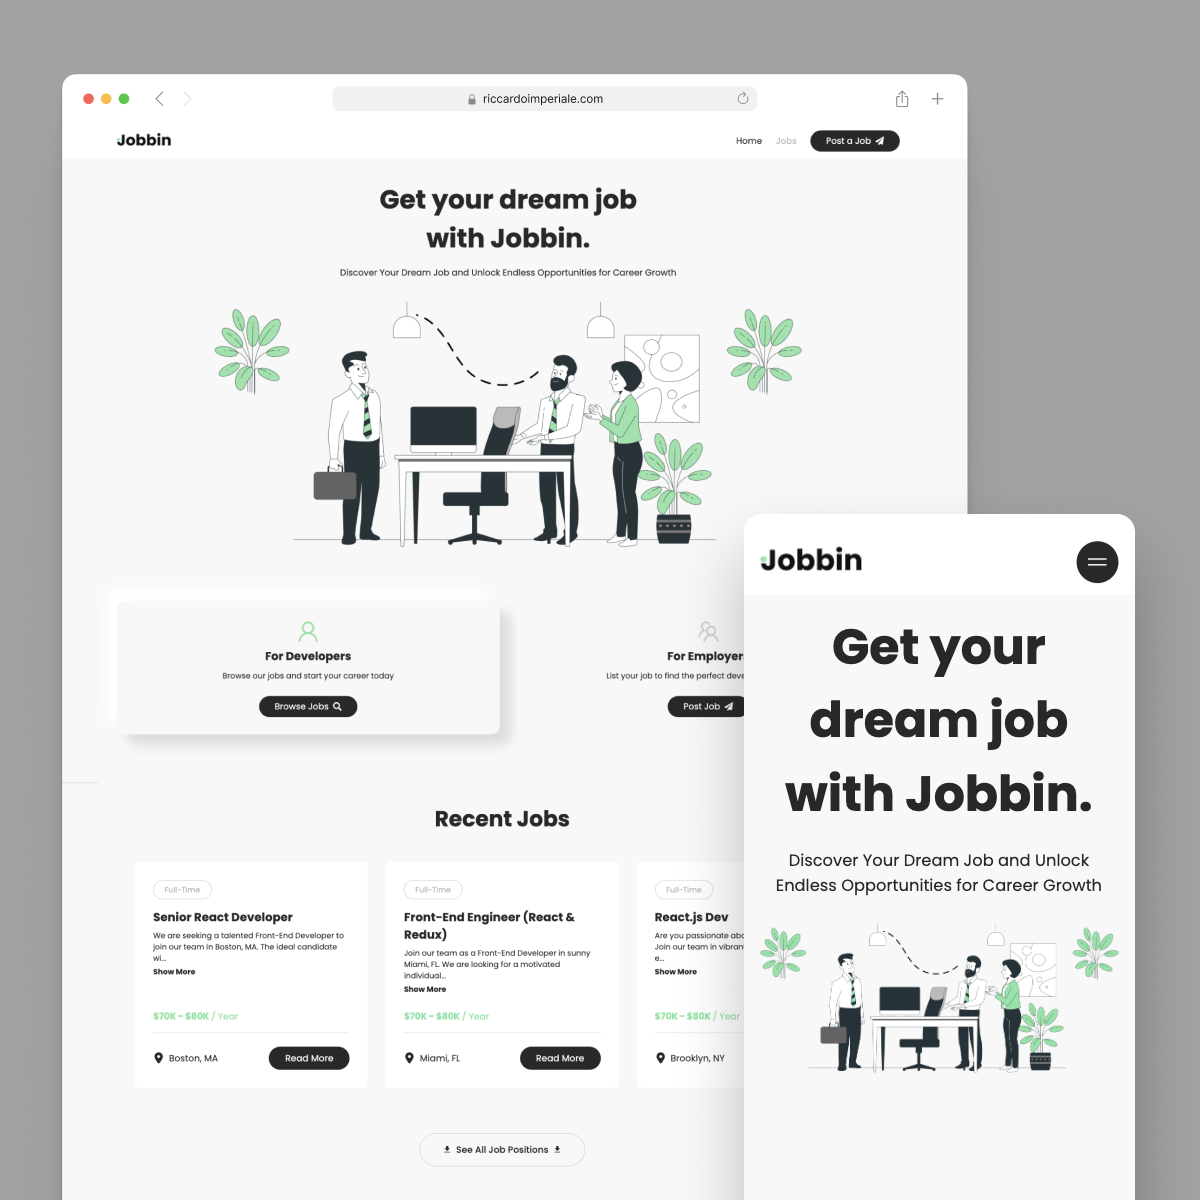 riccardoimperiale.com
Jobbin
Home Jobs Post a Job
Get your dream job
with Jobbin.
Discover Your Dream Job and Unlock Endless Opportunities for Career Growth
For Developers
Browse our jobs and start your career today
Browse Jobs
For Employer
List your job to find the perfect deve
Post Job
Recent Jobs
Full-Time
Senior React Developer
We are seeking a talented Front-End Developer to
join our team in Boston, MA. The ideal candidate
wi...
Show More
$70K - $80K / Year
Boston, MA
Read More
Full-Time
Front-End Engineer (React &
Redux)
Join our team as a Front-End Developer in sunny
Miami, FL. We are looking for a motivated
individual...
Show More
$70K - $80K / Year
Miami, FL
Read More
Full-Time
React.js Dev
Are you passionate abo
Join our team in vibrant
e...
Show More
$70K - $80K / Year
Brooklyn, NY
See All Job Positions
Jobbin
Get your
dream job
with Jobbin.
Discover Your Dream Job and Unlock
Endless Opportunities for Career Growth